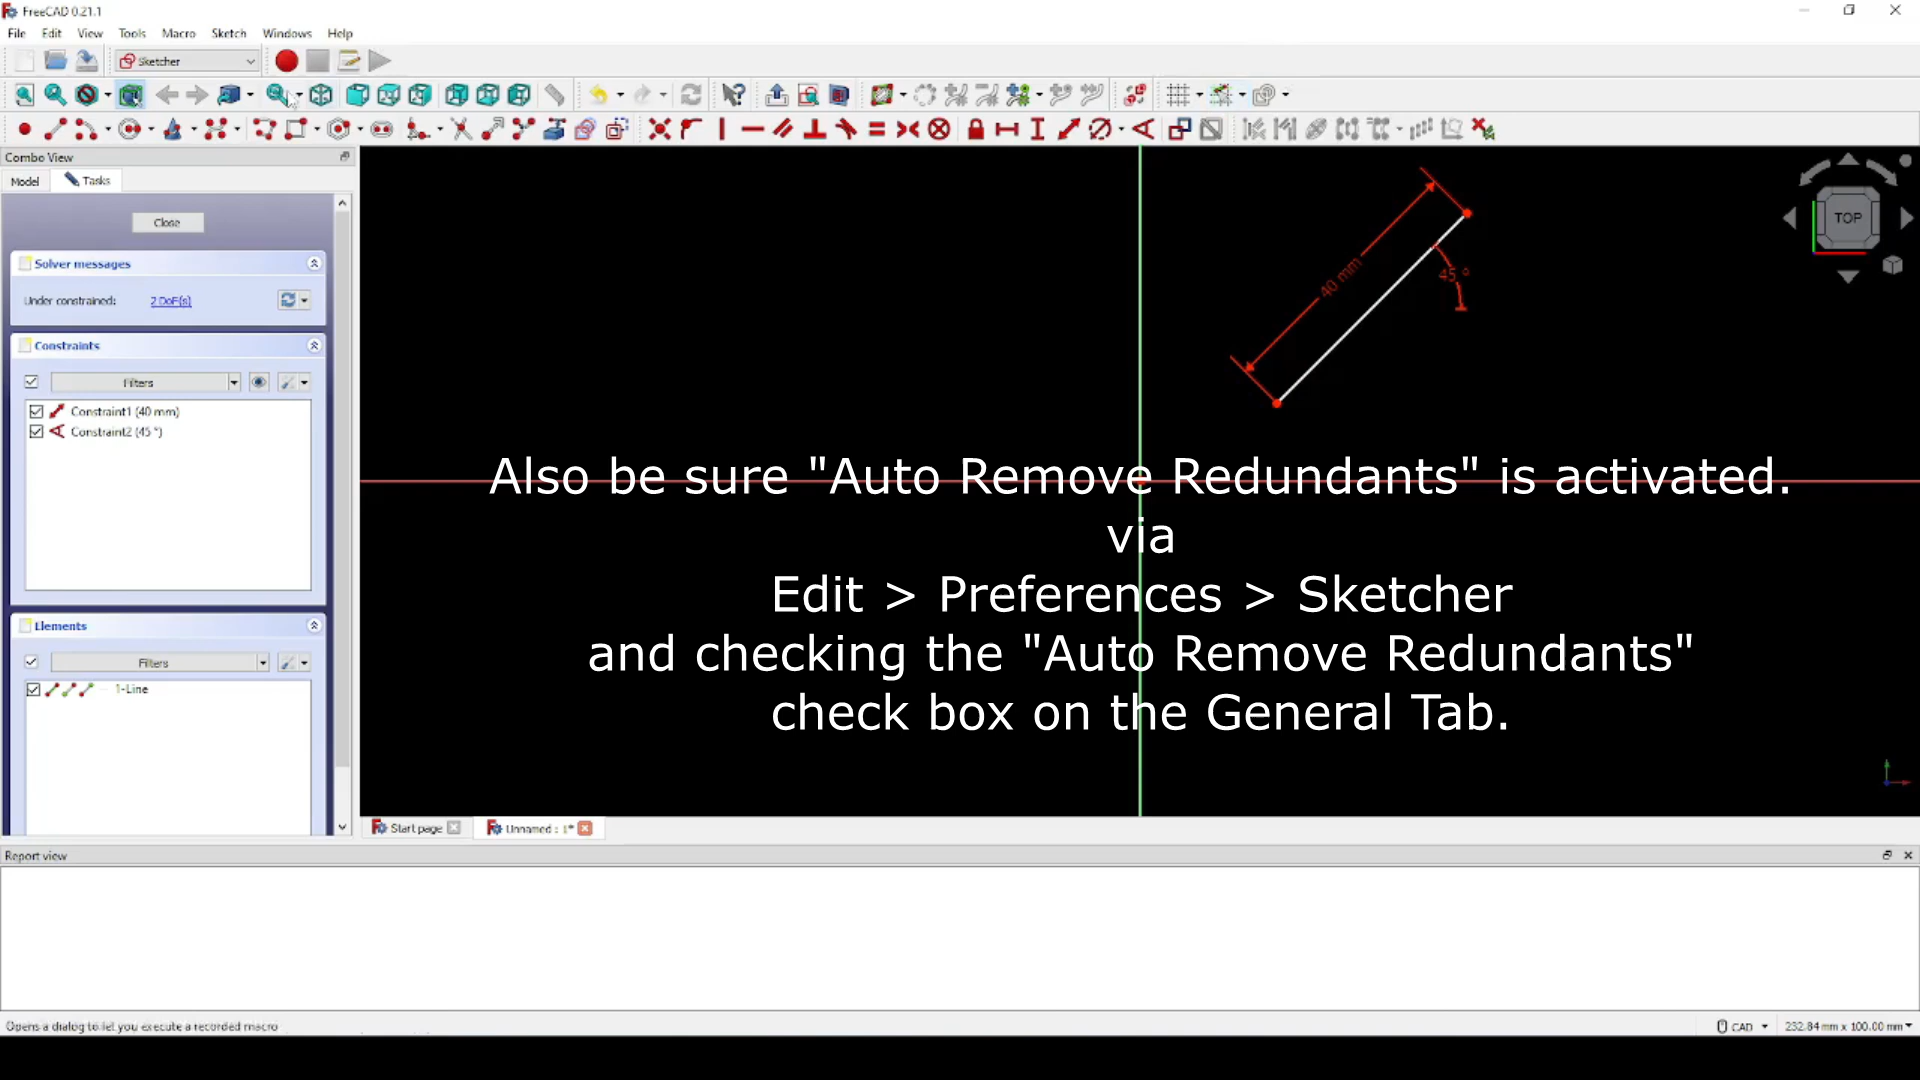 FreeCAD 0.21.1
File Edit View Tools Macro Sketch Windows Help
Sketcher
Combo View
Model Tasks
Close
Solver messages
Under constrained: 2 DoF(s)
Constraints
Filters
Constraint1 (40 mm)
Constraint2 (45 °)
Elements
Filters
1-Line
40 mm
45 °
TOP
Also be sure "Auto Remove Redundants" is activated.
via
Edit > Preferences > Sketcher
and checking the "Auto Remove Redundants"
check box on the General Tab.
Start page Unnamed : 1*
Report view
Opens a dialog to let you execute a recorded macro
CAD 232.84 mm x 100.00 mm